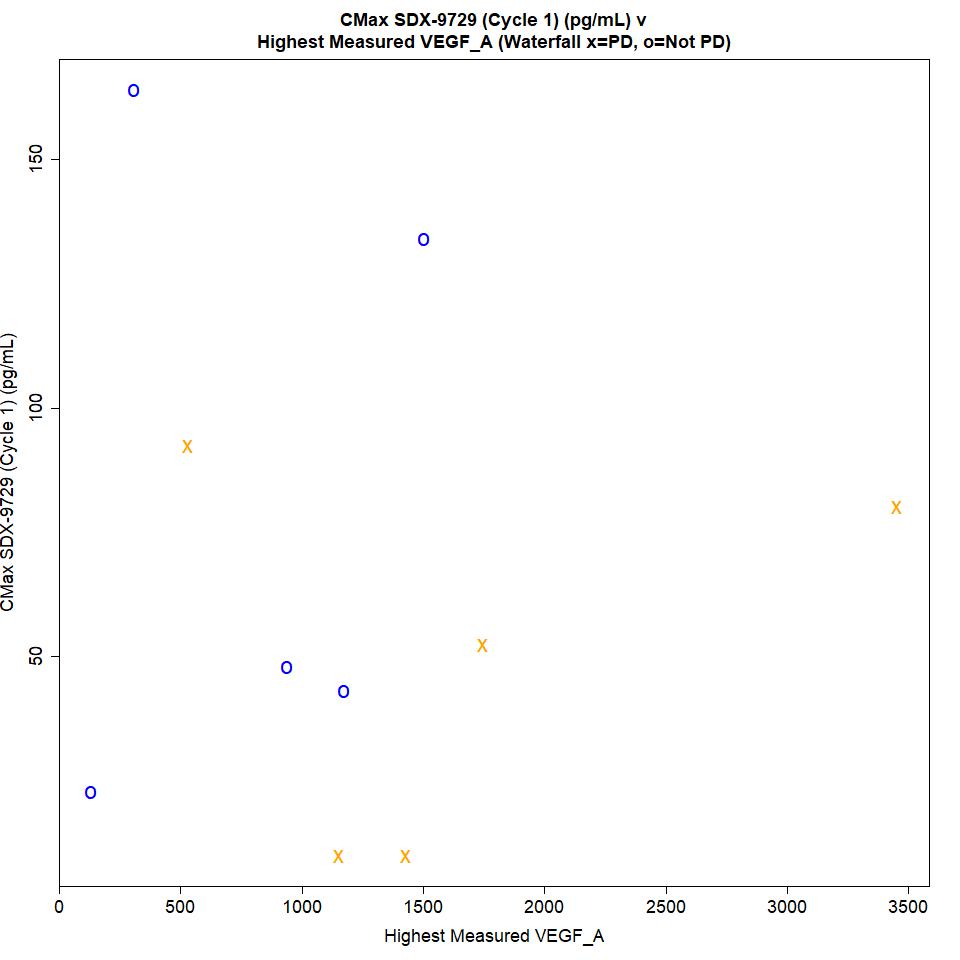 CMax SDX-9729 (Cycle 1) (pg/mL) v
Highest Measured VEGF_A (Waterfall x=PD, o=Not PD)
CMax SDX-9729 (Cycle 1) (pg/mL)
150
100
50
O
O
X
X
X
O
O
O
X
X
0
500
1000
1500
2000
2500
3000
3500
Highest Measured VEGF_A